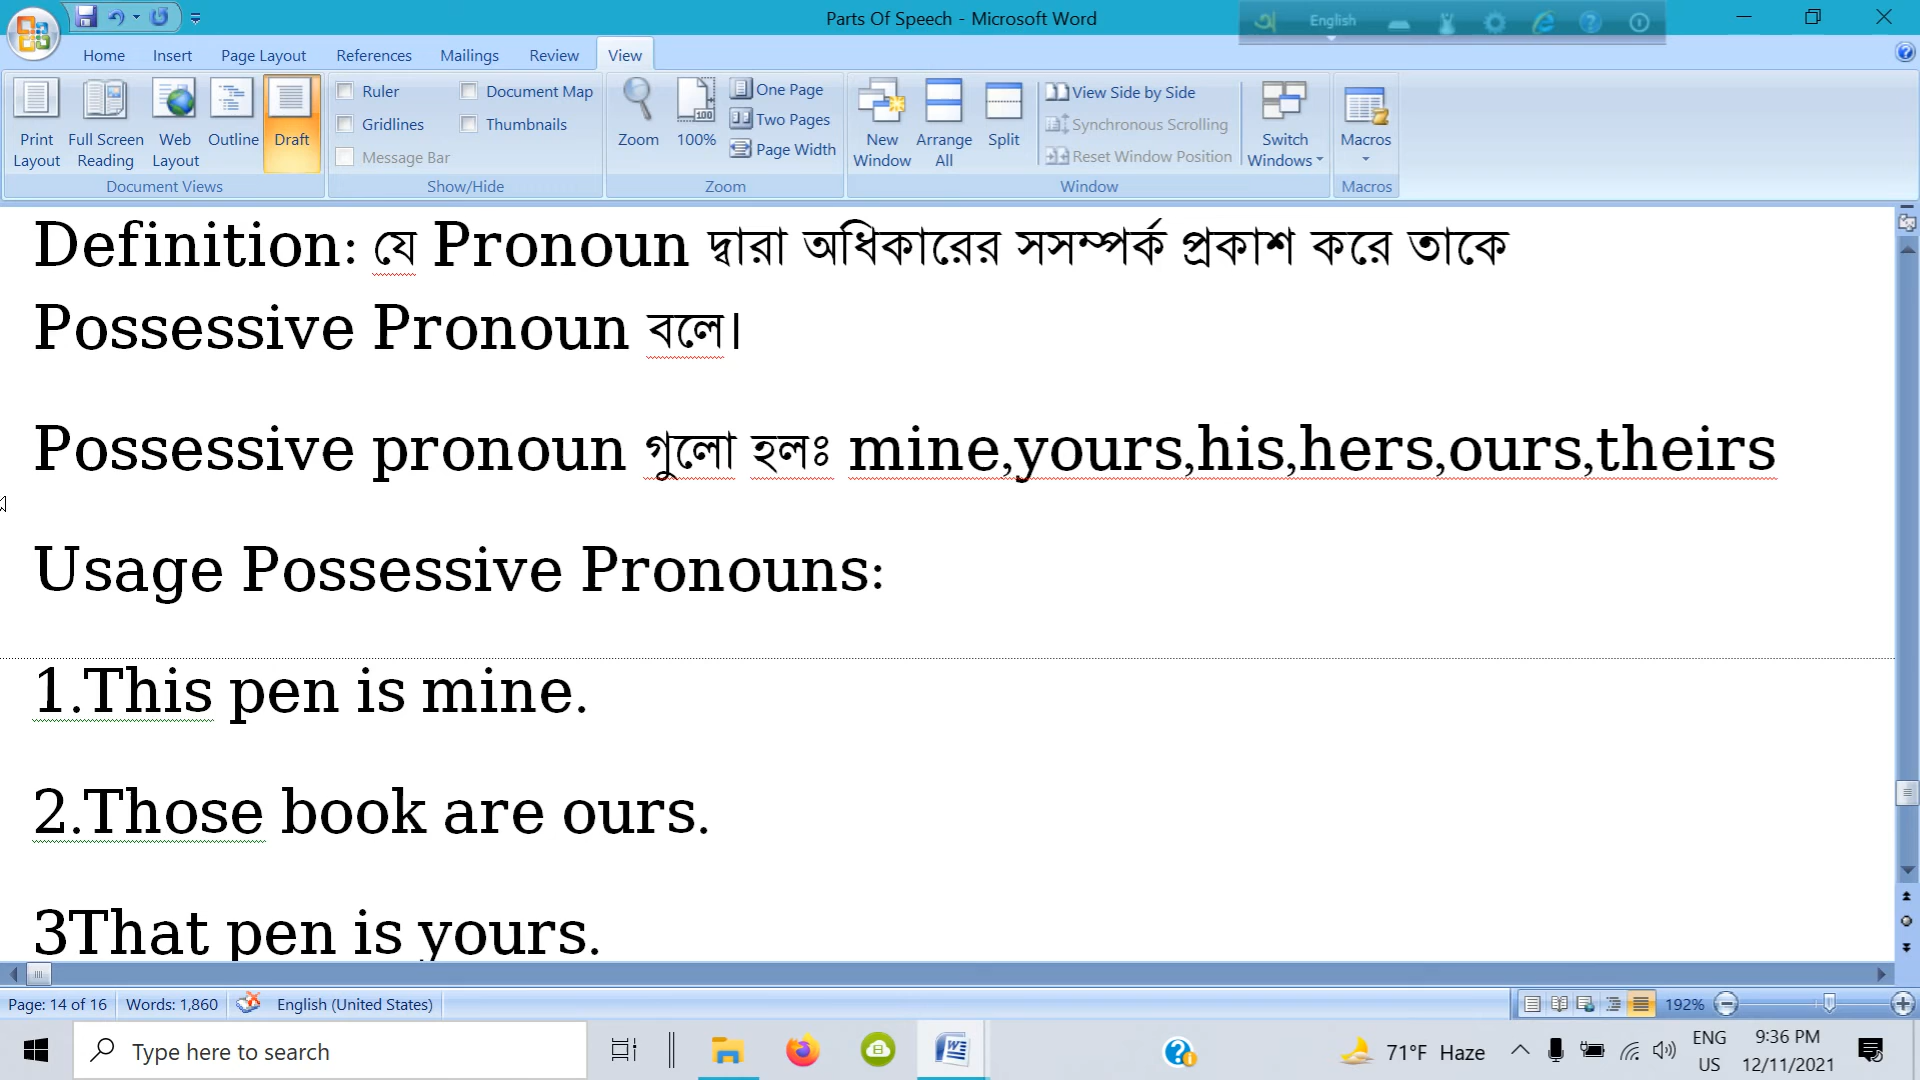 Parts Of Speech - Microsoft Word
অ English
Home Insert Page Layout References Mailings Review View
Print Layout
Full Screen Reading
Web Layout
Outline
Draft
Document Views
Ruler
Gridlines
Message Bar
Document Map
Thumbnails
Show/Hide
Zoom
100%
One Page
Two Pages
Page Width
Zoom
New Window
Arrange All
Split
View Side by Side
Synchronous Scrolling
Reset Window Position
Switch Windows
Window
Macros
Macros
Definition: যে Pronoun দ্বারা অধিকারের সসম্পর্ক প্রকাশ করে তাকে
Possessive Pronoun বলে।
Possessive pronoun গুলো হলঃ mine,yours,his,hers,ours,theirs
Usage Possessive Pronouns:
1.This pen is mine.
2.Those book are ours.
3That pen is yours.
Page: 14 of 16 Words: 1,860 English (United States) 192%
Type here to search
71°F Haze
ENG US
9:36 PM
12/11/2021